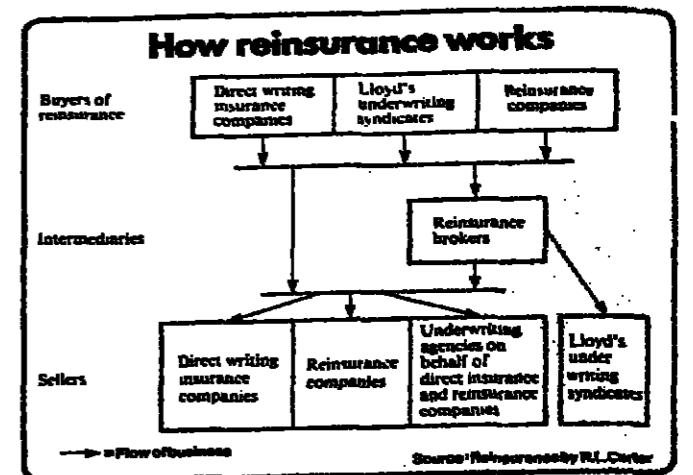 How reinsurance works
Buyers of
reinsurance
Direct writing
insurance
companies
Lloyd's
underwriting
syndicates
Reinsurance
companies
Intermediaries
Reinsurance
brokers
Sellers
Direct writing
insurance
companies
Reinsurance
companies
Underwriting
agencies on
behalf of
direct insurance
and reinsurance
companies
Lloyd's
under
writing
syndicates
= Flow of business
Source: Reinsurance by R.L. Carter